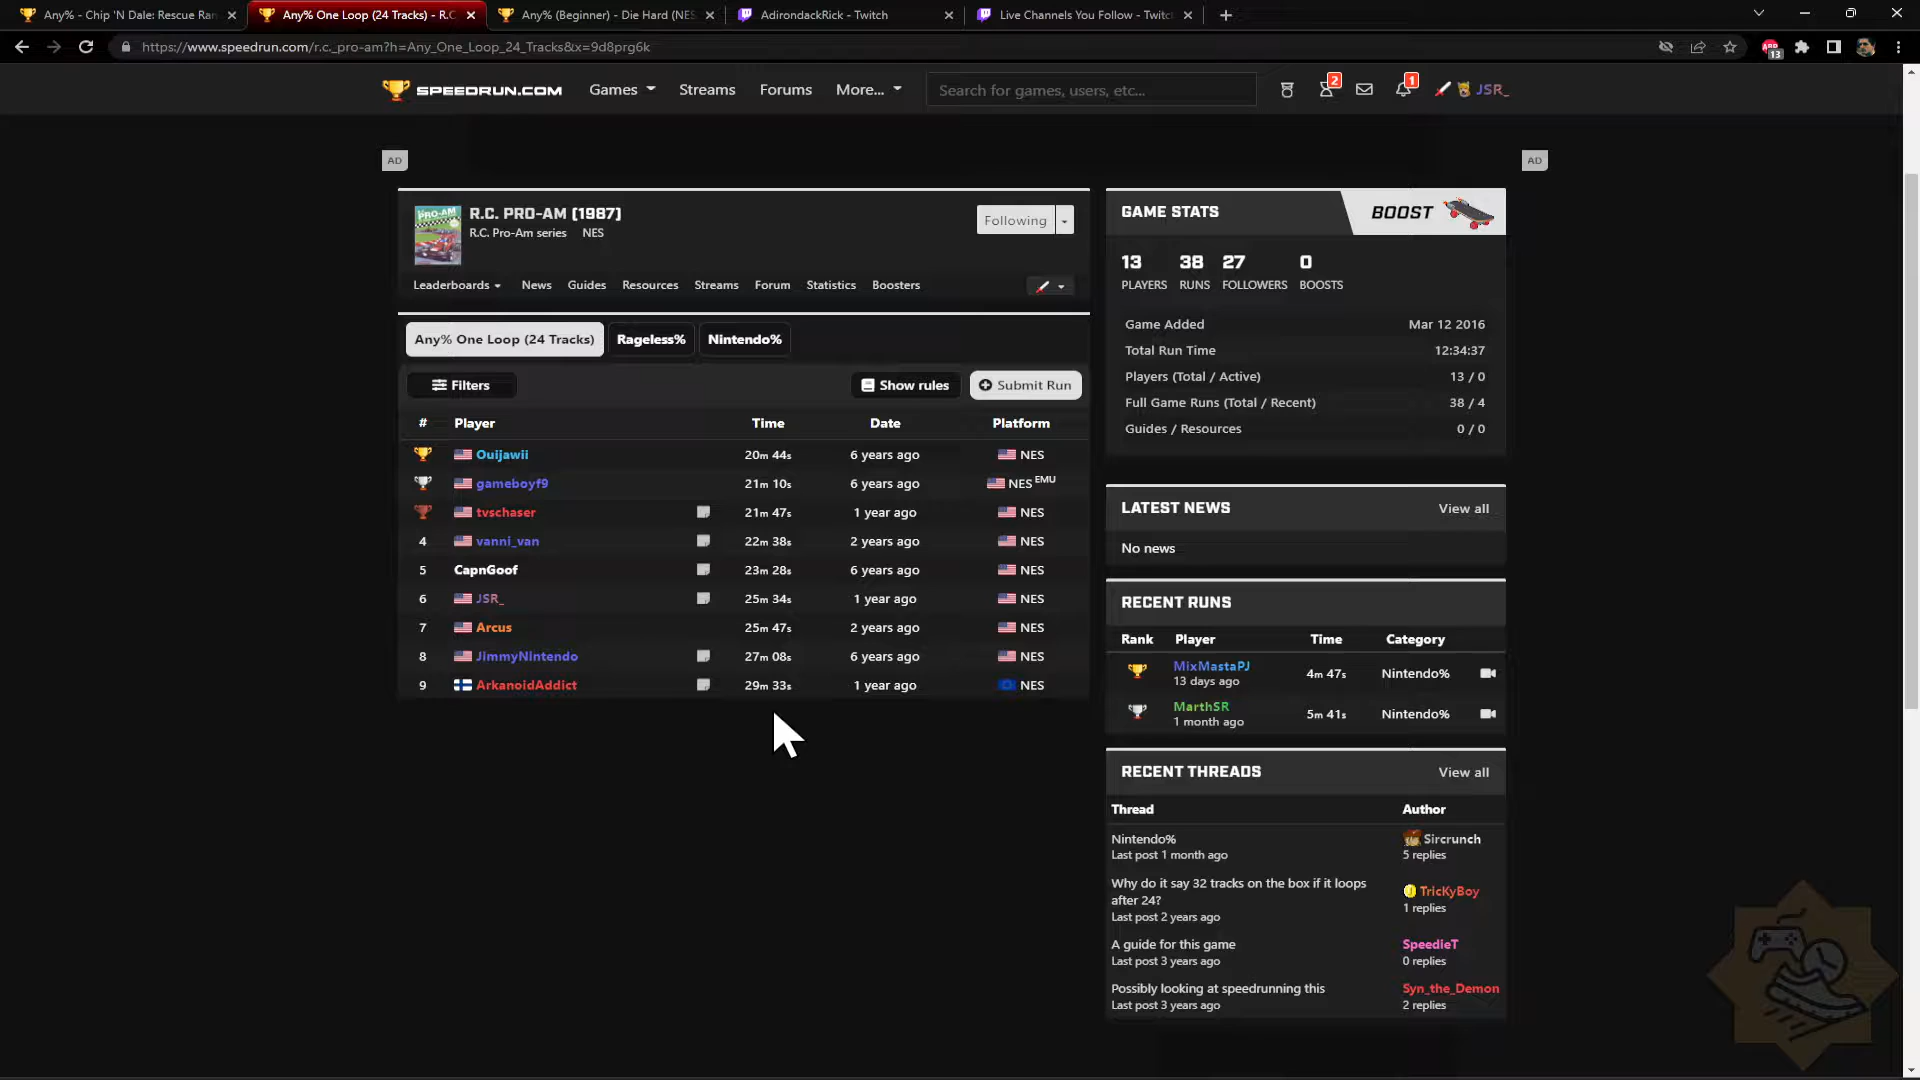 Any% - Chip 'N Dale: Rescue Ran
Any% One Loop (24 Tracks) - R.C.
Any% (Beginner) - Die Hard (NES
AdirondackRick - Twitch
Live Channels You Follow - Twitc
https://www.speedrun.com/r.c._pro-am?h=Any_One_Loop_24_Tracks&x=9d8prg6k
13
SPEEDRUN.COM
Games
Streams
Forums
More...
Search for games, users, etc...
2
1
JSR_
AD
AD
PRO-AM
R.C. PRO-AM (1987)
R.C. Pro-Am series NES
Following
Leaderboards
News
Guides
Resources
Streams
Forum
Statistics
Boosters
Any% One Loop (24 Tracks)
Rageless%
Nintendo%
Filters
Show rules
Submit Run
# Player Time Date Platform
Ouijawii 20m 44s 6 years ago NES
gameboyf9 21m 10s 6 years ago NES EMU
tvschaser 21m 47s 1 year ago NES
4 vanni_van 22m 38s 2 years ago NES
5 CapnGoof 23m 28s 6 years ago NES
6 JSR_ 25m 34s 1 year ago NES
7 Arcus 25m 47s 2 years ago NES
8 JimmyNintendo 27m 08s 6 years ago NES
9 ArkanoidAddict 29m 33s 1 year ago NES
GAME STATS
BOOST
13 38 27 0
PLAYERS RUNS FOLLOWERS BOOSTS
Game Added Mar 12 2016
Total Run Time 12:34:37
Players (Total / Active) 13 / 0
Full Game Runs (Total / Recent) 38 / 4
Guides / Resources 0 / 0
LATEST NEWS
View all
No news
RECENT RUNS
Rank Player Time Category
MixMastaPJ 4m 47s Nintendo%
13 days ago
MarthSR 5m 41s Nintendo%
1 month ago
RECENT THREADS
View all
Thread Author
Nintendo% Sircrunch
Last post 1 month ago 5 replies
Why do it say 32 tracks on the box if it loops
after 24?
TricKyBoy
Last post 2 years ago 1 replies
A guide for this game SpeedieT
Last post 3 years ago 0 replies
Possibly looking at speedrunning this Syn_the_Demon
Last post 3 years ago 2 replies